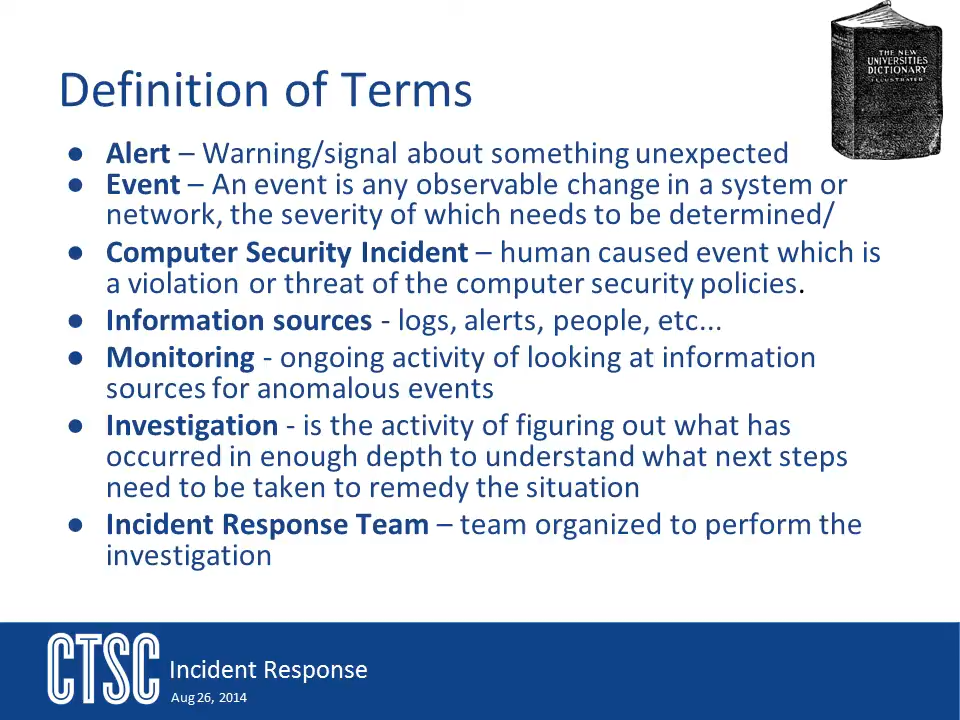 THE NEW
UNIVERSITIES
DICTIONARY
ILLUSTRATED
Definition of Terms
● Alert – Warning/signal about something unexpected
● Event – An event is any observable change in a system or
network, the severity of which needs to be determined/
● Computer Security Incident – human caused event which is
a violation or threat of the computer security policies.
● Information sources - logs, alerts, people, etc...
● Monitoring - ongoing activity of looking at information
sources for anomalous events
● Investigation - is the activity of figuring out what has
occurred in enough depth to understand what next steps
need to be taken to remedy the situation
● Incident Response Team – team organized to perform the
investigation
CTSC
Incident Response
Aug 26, 2014